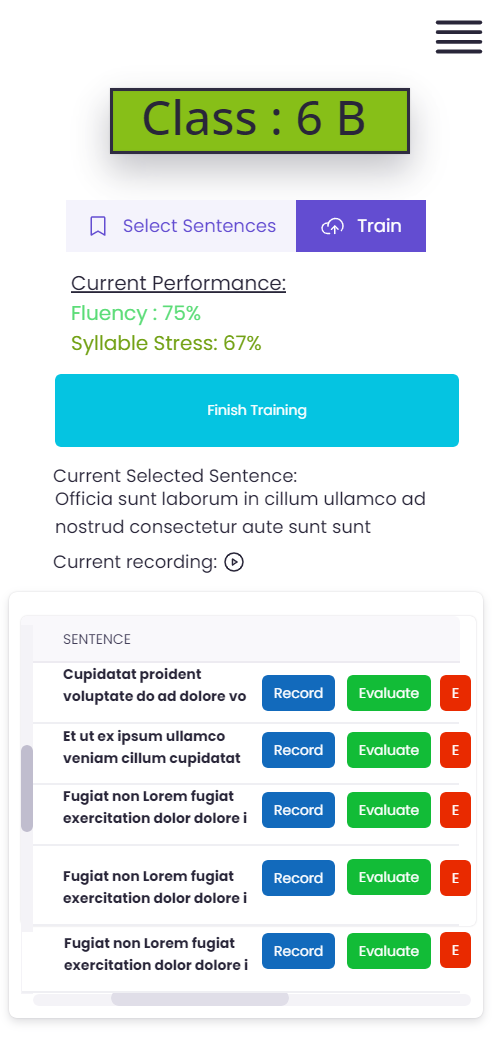 Class : 6 B
Select Sentences Train
Current Performance:
Fluency : 75%
Syllable Stress: 67%
Finish Training
Current Selected Sentence:
Officia sunt laborum in cillum ullamco ad
nostrud consectetur aute sunt sunt
Current recording:
SENTENCE
Cupidatat proident
voluptate do ad dolore vo
Record Evaluate E
Et ut ex ipsum ullamco
veniam cillum cupidatat
Record Evaluate E
Fugiat non Lorem fugiat
exercitation dolor dolore i
Record Evaluate E
Fugiat non Lorem fugiat
exercitation dolor dolore i
Record Evaluate E
Fugiat non Lorem fugiat
exercitation dolor dolore i
Record Evaluate E